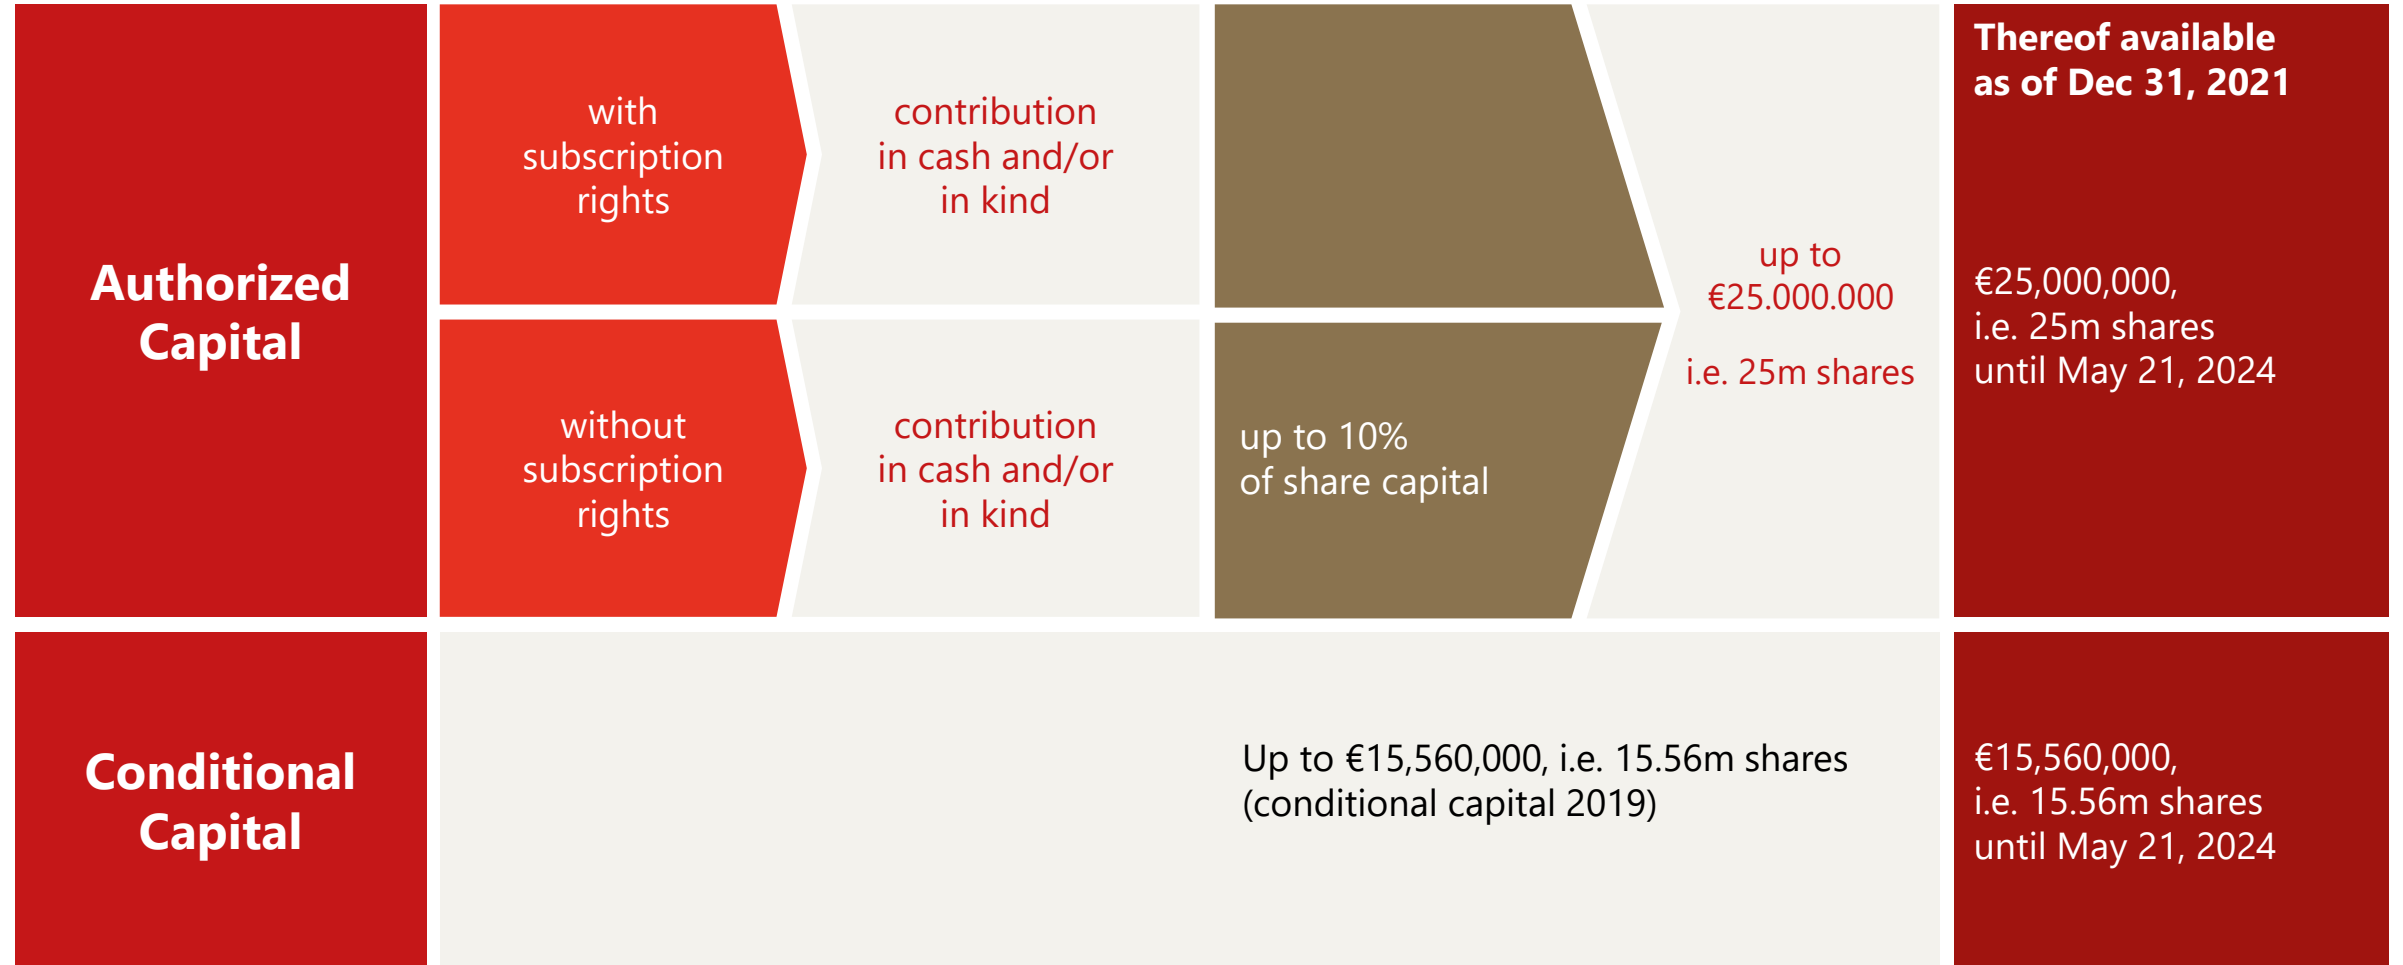 Authorized
Capital
with
subscription
rights
contribution
in cash and/or
in kind
without
subscription
rights
contribution
in cash and/or
in kind
up to 10%
of share capital
up to
€25.000.000
i.e. 25m shares
Thereof available
as of Dec 31, 2021
€25,000,000,
i.e. 25m shares
until May 21, 2024
Conditional
Capital
Up to €15,560,000, i.e. 15.56m shares
(conditional capital 2019)
€15,560,000,
i.e. 15.56m shares
until May 21, 2024